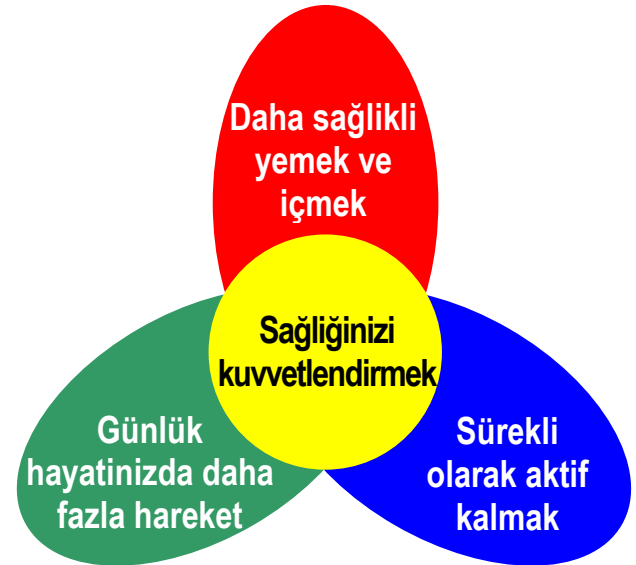 Daha sağlikli
yemek ve
içmek
Sağliğinizi
kuvvetlendirmek
Günlük
hayatinizda daha
fazla hareket
Sürekli
olarak aktif
kalmak